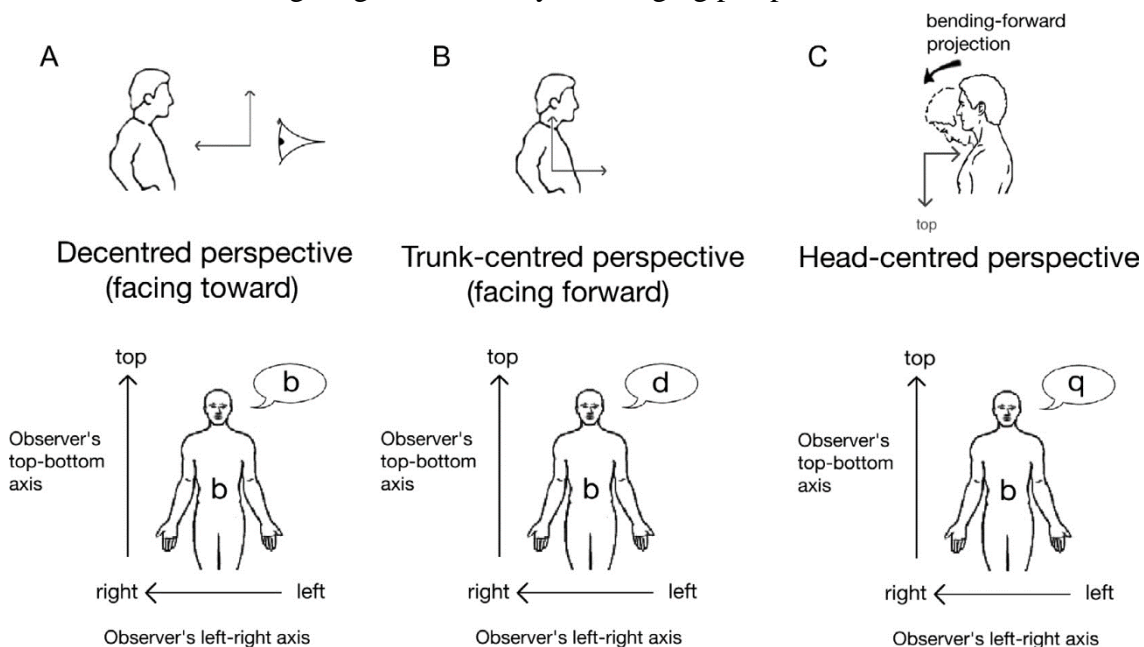 A
B
C
bending-forward
projection
top
Decentred perspective
(facing toward)
Trunk-centred perspective
(facing forward)
Head-centred perspective
top
b
Observer's
top-bottom
axis
b
right
left
Observer's left-right axis
top
d
Observer's
top-bottom
axis
b
right
left
Observer's left-right axis
top
q
Observer's
top-bottom
axis
b
right
left
Observer's left-right axis